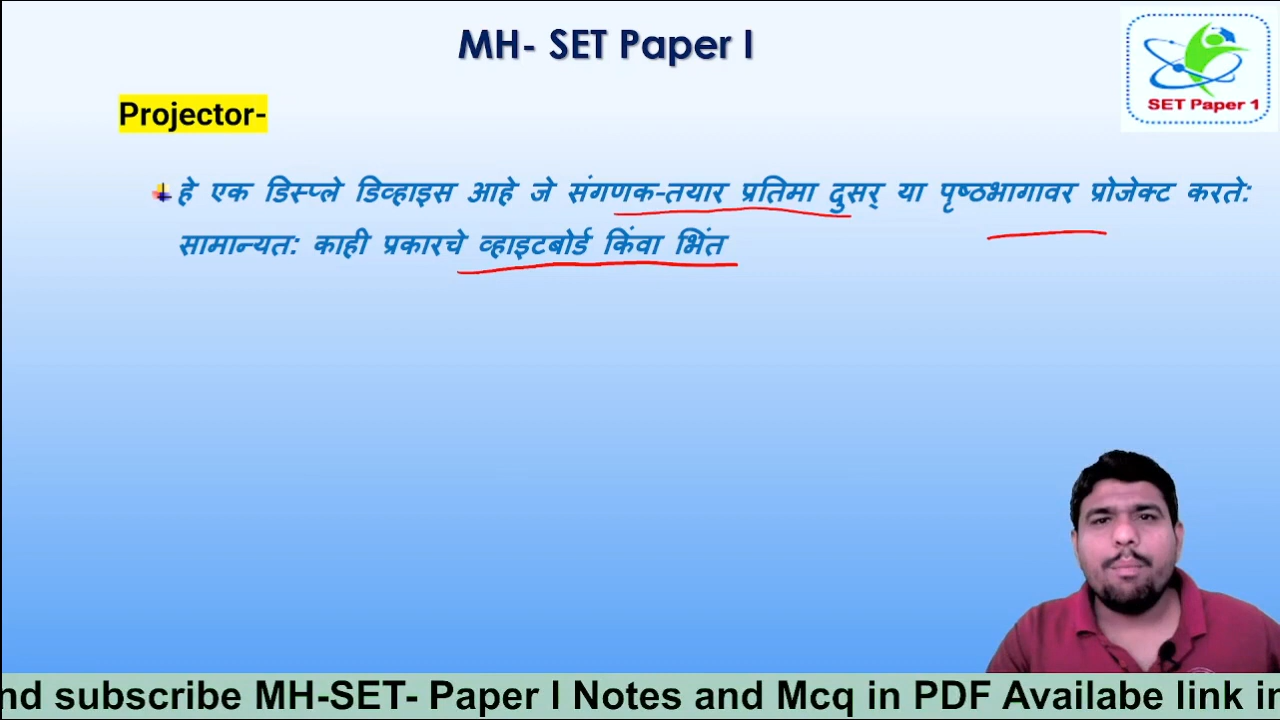 MH- SET Paper I
SET Paper 1
Projector-
हे एक डिस्प्ले डिव्हाइस आहे जे संगणक-तयार प्रतिमा दुसर् या पृष्ठभागावर प्रोजेक्ट करते:
सामान्यत: काही प्रकारचे व्हाइटबोर्ड किंवा भिंत
nd subscribe MH-SET- Paper I Notes and Mcq in PDF Availabe link in